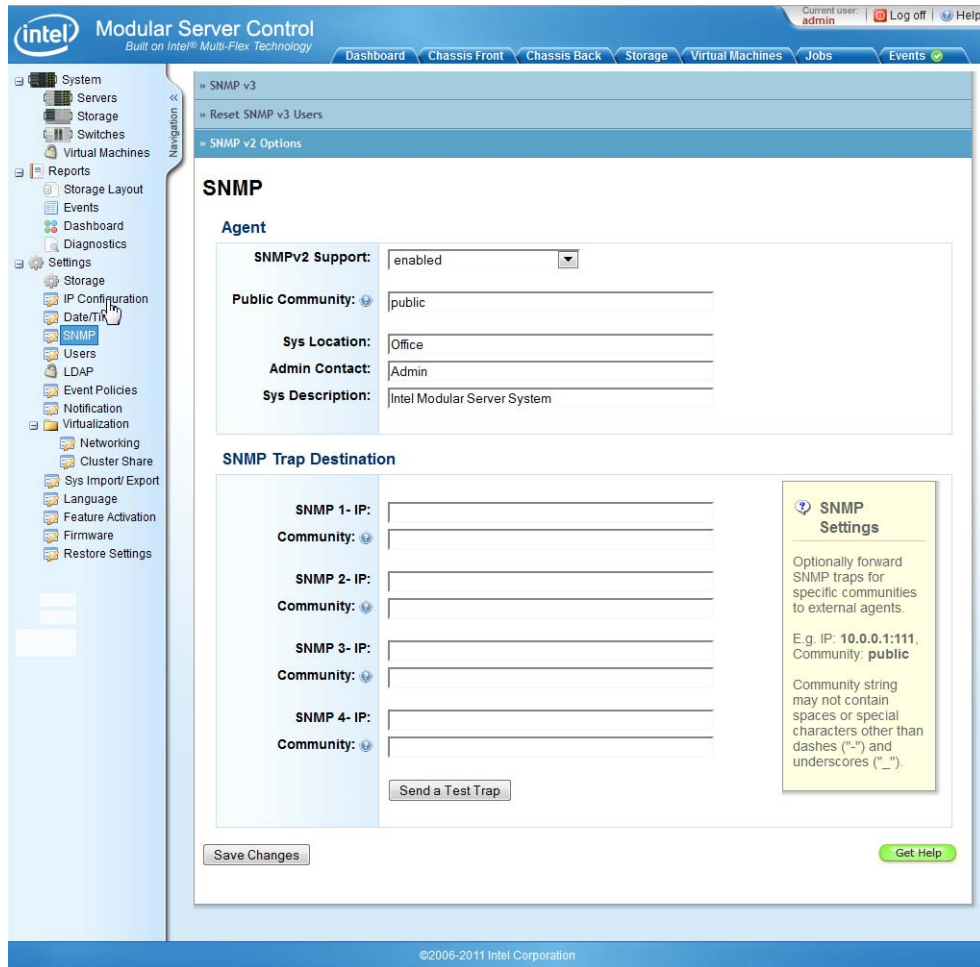 intel
Modular Server Control
Built on Intel® Multi-Flex Technology
Current user:
admin
Log off
Help
Dashboard
Chassis Front
Chassis Back
Storage
Virtual Machines
Jobs
Events
System
Servers
Storage
Switches
Virtual Machines
Reports
Storage Layout
Events
Dashboard
Diagnostics
Settings
Storage
IP Configuration
SNMP
Users
LDAP
Event Policies
Notification
Virtualization
Networking
Cluster Share
Sys Import/ Export
Language
Feature Activation
Firmware
Restore Settings
« Navigation
» SNMP v3
» Reset SNMP v3 Users
» SNMP v2 Options
SNMP
Agent
SNMPv2 Support: enabled
Public Community: public
Sys Location: Office
Admin Contact: Admin
Sys Description: Intel Modular Server System
SNMP Trap Destination
SNMP 1- IP:
Community:
SNMP 2- IP:
Community:
SNMP 3- IP:
Community:
SNMP 4- IP:
Community:
Send a Test Trap
SNMP
Settings
Optionally forward
SNMP traps for
specific communities
to external agents.
E.g. IP: 10.0.0.1:111,
Community: public
Community string
may not contain
spaces or special
characters other than
dashes ("-") and
underscores ("_").
Save Changes
Get Help
©2006-2011 Intel Corporation